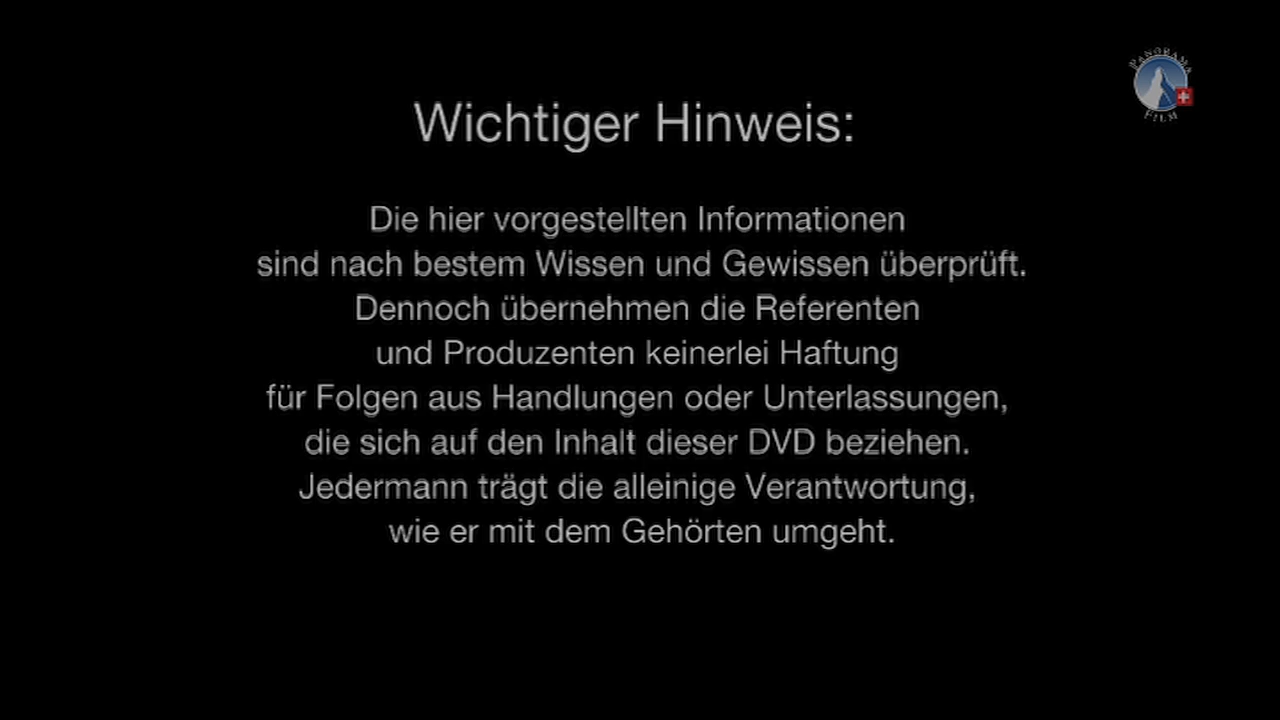 PANORAMA
FILM
Wichtiger Hinweis:
Die hier vorgestellten Informationen
sind nach bestem Wissen und Gewissen überprüft.
Dennoch übernehmen die Referenten
und Produzenten keinerlei Haftung
für Folgen aus Handlungen oder Unterlassungen,
die sich auf den Inhalt dieser DVD beziehen.
Jedermann trägt die alleinige Verantwortung,
wie er mit dem Gehörten umgeht.